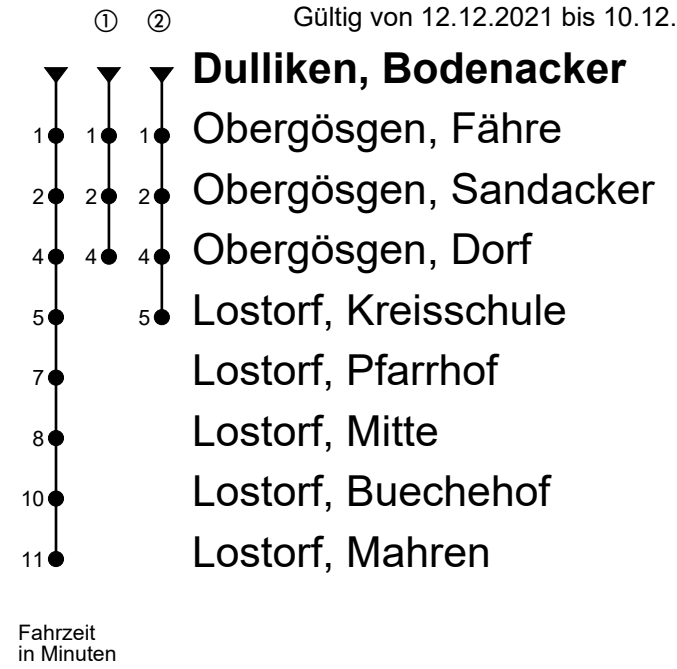 ① ② Gültig von 12.12.2021 bis 10.12.
Dulliken, Bodenacker
1 1 1 Obergösgen, Fähre
2 2 2 Obergösgen, Sandacker
4 4 4 Obergösgen, Dorf
5 5 Lostorf, Kreisschule
7 Lostorf, Pfarrhof
8 Lostorf, Mitte
10 Lostorf, Buechehof
11 Lostorf, Mahren
Fahrzeit
in Minuten